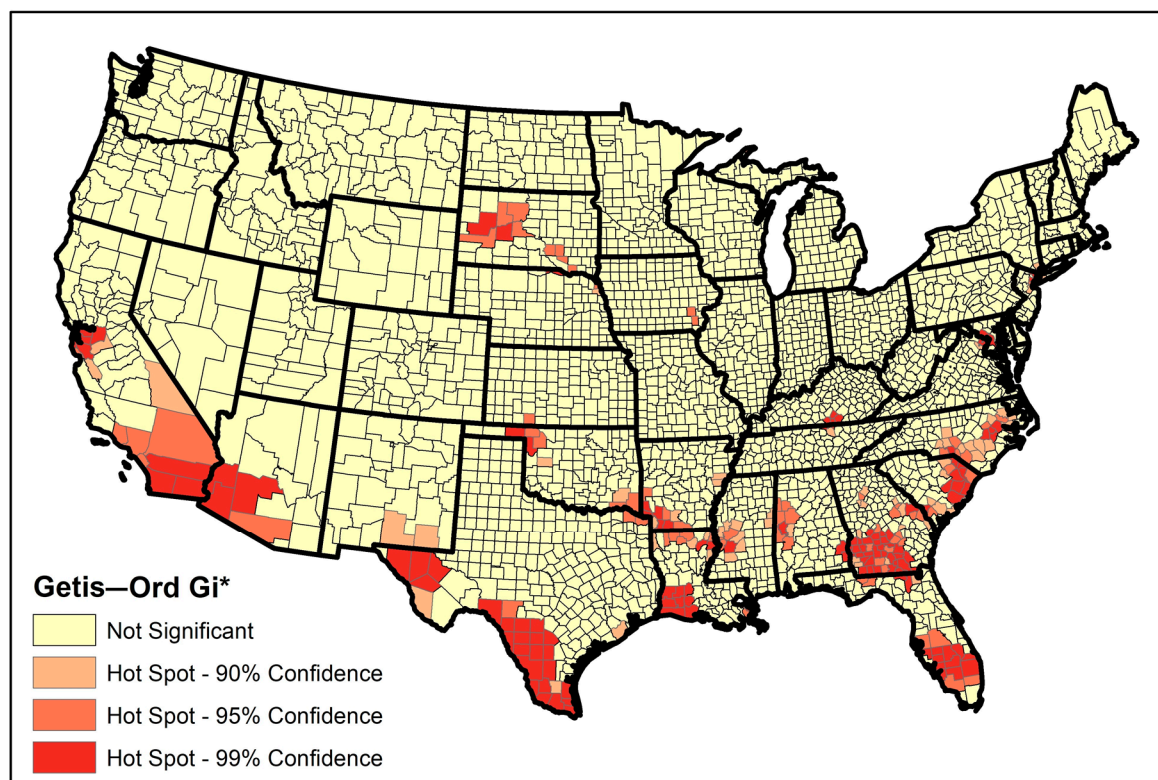 Getis—Ord Gi*
Not Significant
Hot Spot - 90% Confidence
Hot Spot - 95% Confidence
Hot Spot - 99% Confidence